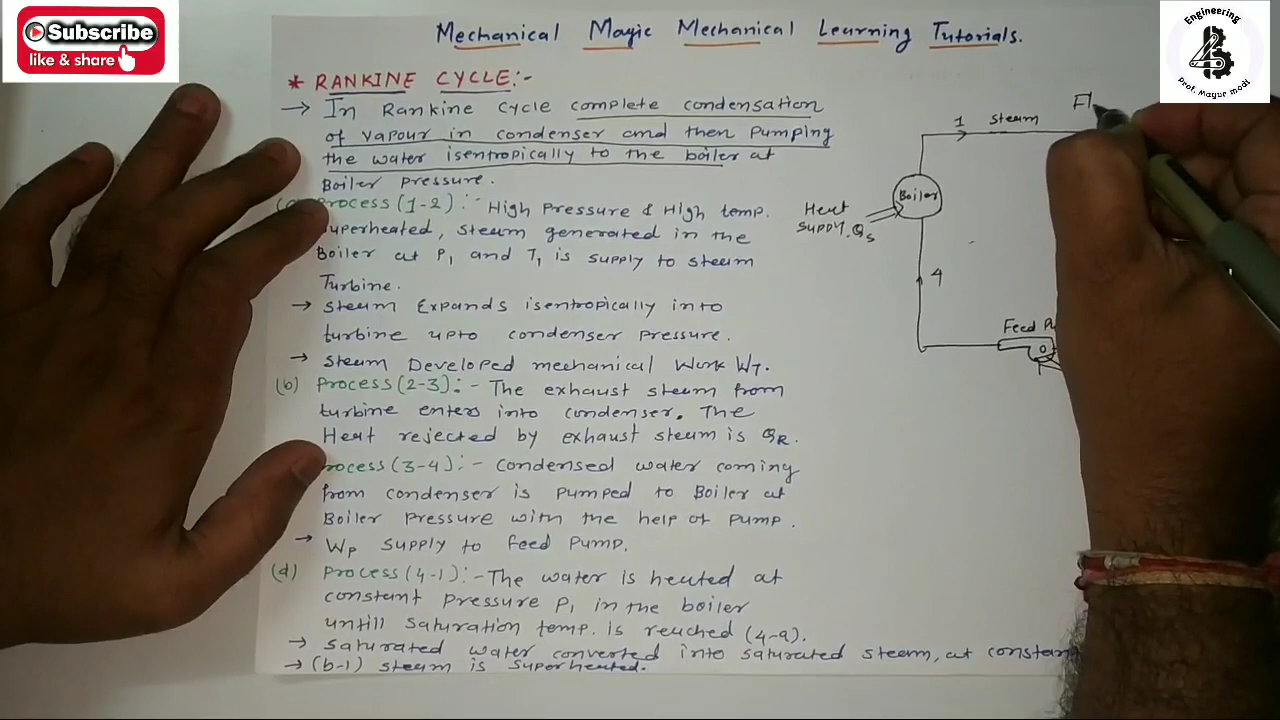 Subscribe
like & share
Engineering
Prof. Mayur modi
Mechanical Magic Mechanical Learning Tutorials.
* RANKINE CYCLE:-
→ In Rankine cycle complete condensation
of vapour in condenser and then pumping
the water isentropically to the boiler at
Boiler pressure.
Process (1-2):- High Pressure & High temp.
superheated, steam generated in the
Boiler at P1 and T1 is supply to steam
Turbine.
→ steam Expands isentropically into
turbine upto condenser pressure.
→ steam Developed mechanical Work WT.
(b) Process (2-3):- The exhaust steam from
turbine enters into condenser. The
Heat rejected by exhaust steam is QR.
Process (3-4):- Condensed water coming
from condenser is pumped to Boiler at
Boiler Pressure with the help of pump.
→ WP supply to feed pump.
(d) Process (4-1):- The water is heated at
constant pressure P1 in the boiler
untill saturation temp. is reached (4-a).
→ saturated water converted into saturated steam, at constant
→ (b-1) steam is superheated.
1 steam
Boiler
Heat
supply, Qs
4
Feed